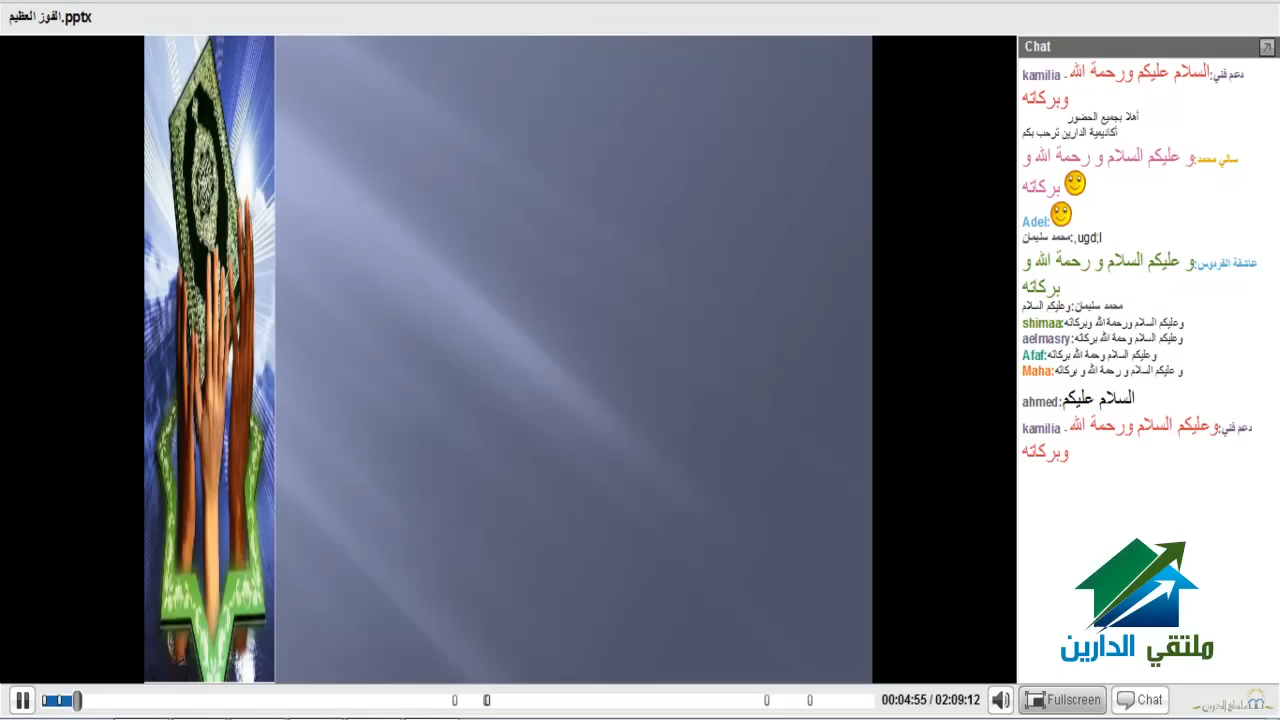 الفوز العظيم.pptx
Chat
kamilia - دعم فني:السلام عليكم ورحمة الله
وبركاته
أهلا بجميع الحضور
أكاديمية الدارين ترحب بكم
سالي محمد:و عليكم السلام و رحمة الله و
بركاته
Adel:
محمد سليمان:,ugd;l
عاشقة الفردوس:و عليكم السلام و رحمة الله و
بركاته
محمد سليمان:وعليكم السلام
shimaa:وعليكم السلام ورحمة الله وبركاته
aelmasry:وعليكم السلام وحمة الله بركاته
Afaf:وعليكم السلام وحمة الله بركاته
Maha:و عليكم السلام و رحمة الله و بركاته
ahmed:السلام عليكم
kamilia - دعم فني:وعليكم السلام ورحمة الله
وبركاته
ملتقي الدارين
00:04:55 / 02:09:12
Fullscreen
Chat